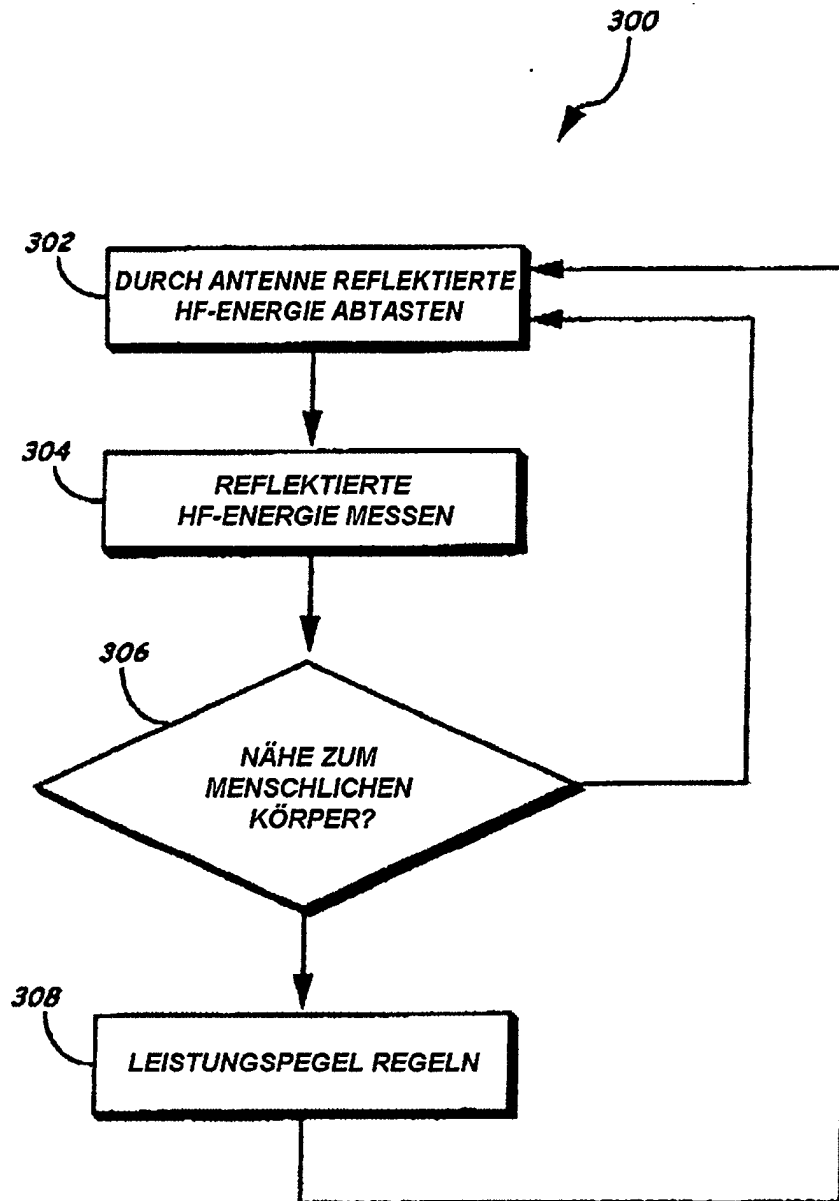 300
302
DURCH ANTENNE REFLEKTIERTE
HF-ENERGIE ABTASTEN
304
REFLEKTIERTE
HF-ENERGIE MESSEN
306
NÄHE ZUM
MENSCHLICHEN
KÖRPER?
308
LEISTUNGSPEGEL REGELN